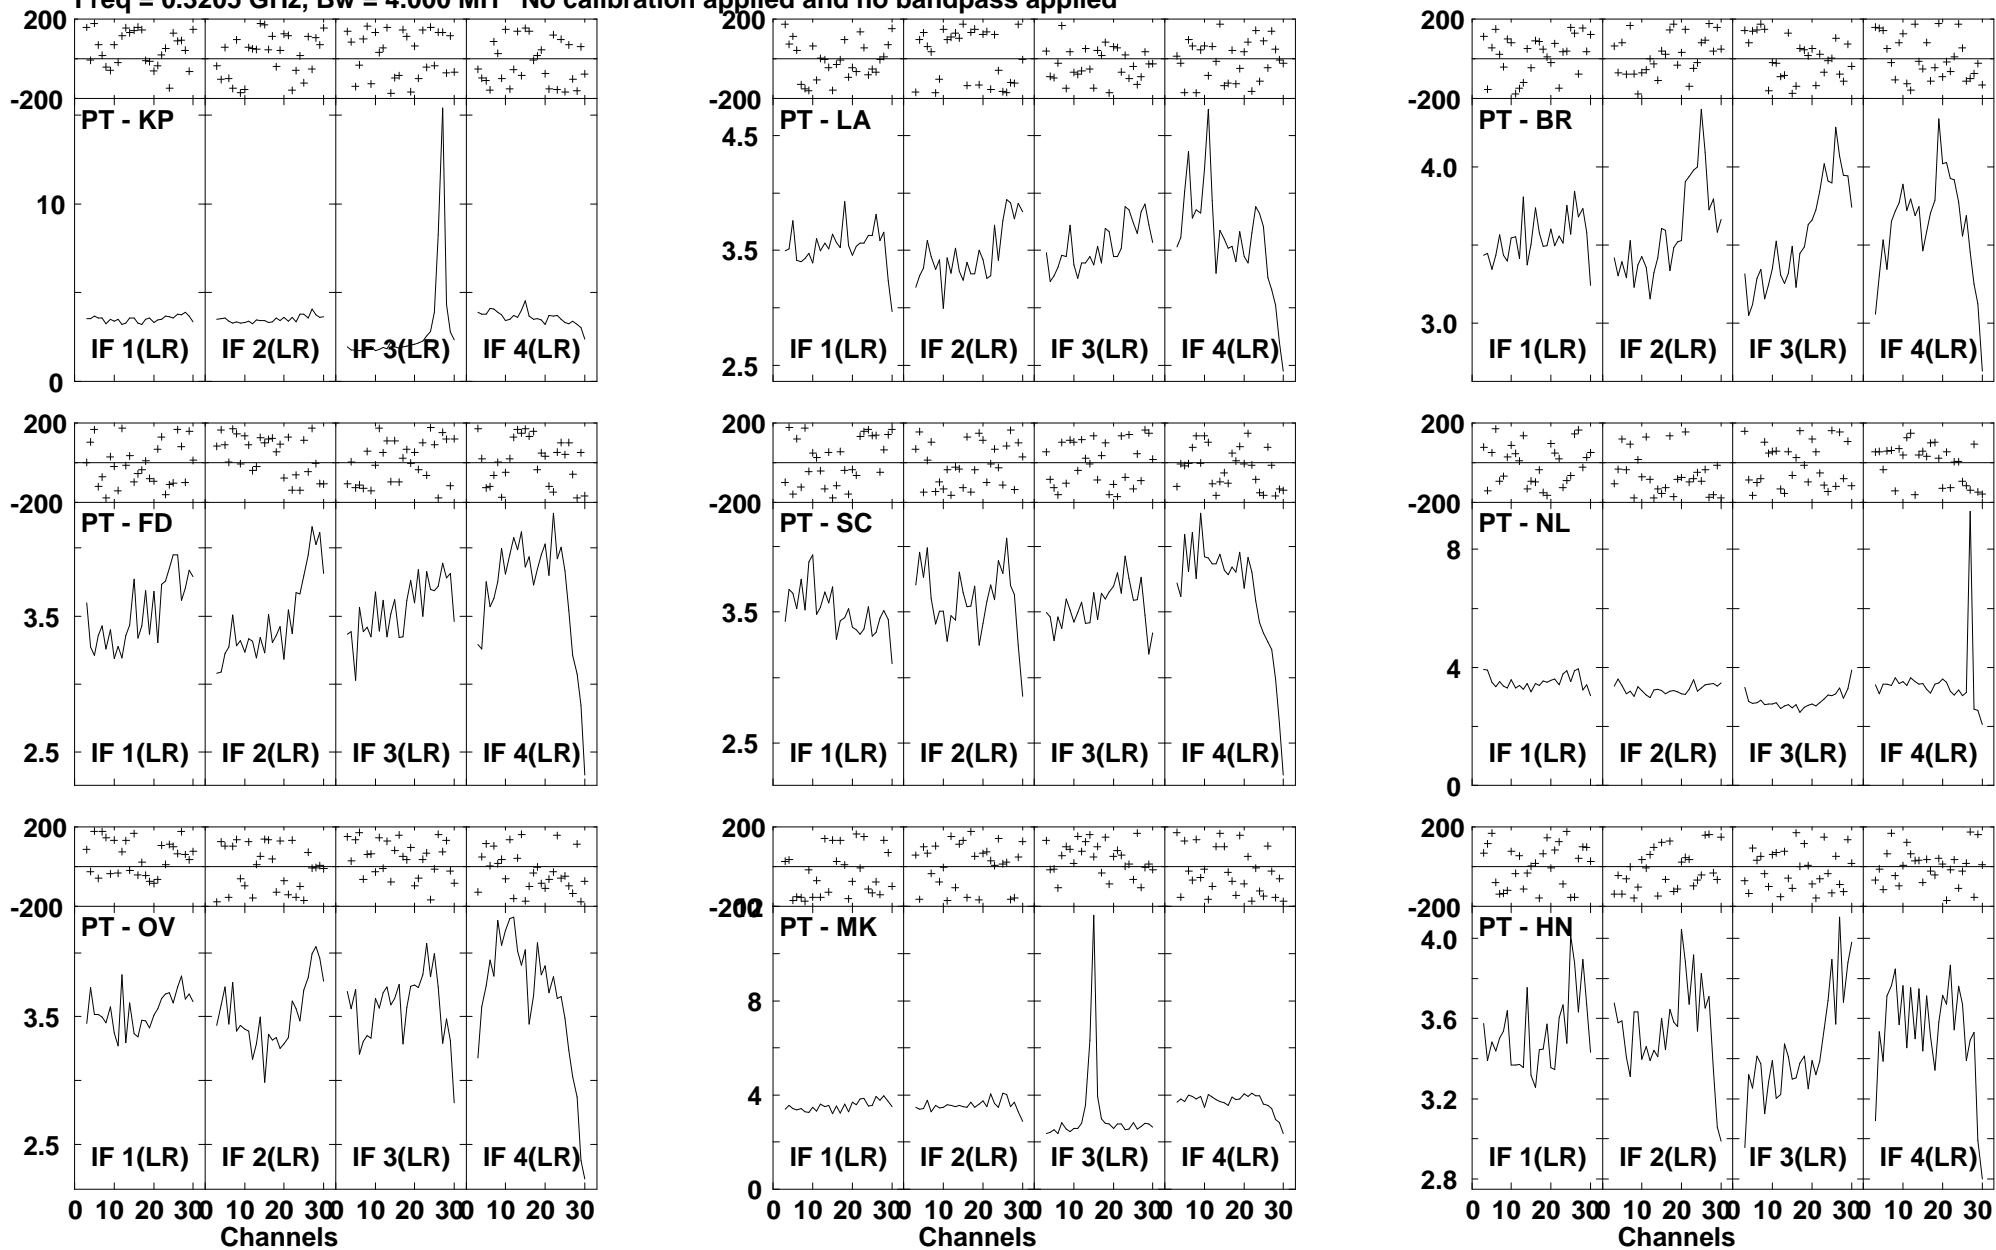 Freq = 0.3205 GHz, Bw = 4.000 MH No calibration applied and no bandpass applied
200 200 200
-200 -200 -200
PT - KP PT - LA PT - BR
4.5
4.0
10
3.5
3.0
IF 1(LR) IF 2(LR) IF 3(LR) IF 4(LR) IF 1(LR) IF 2(LR) IF 3(LR) IF 4(LR) IF 1(LR) IF 2(LR) IF 3(LR) IF 4(LR)
2.5
0
200 200 200
-200 -200 -200
PT - FD PT - SC PT - NL
8
3.5 3.5
4
IF 1(LR) IF 2(LR) IF 3(LR) IF 4(LR) IF 1(LR) IF 2(LR) IF 3(LR) IF 4(LR) IF 1(LR) IF 2(LR) IF 3(LR) IF 4(LR)
2.5 2.5
0
200 200 200
-200 -200 12 -200
PT - OV PT - MK PT - HN
4.0
8
3.5 3.6
4 3.2
2.5
IF 1(LR) IF 2(LR) IF 3(LR) IF 4(LR) IF 1(LR) IF 2(LR) IF 3(LR) IF 4(LR) IF 1(LR) IF 2(LR) IF 3(LR) IF 4(LR)
0 2.8
0 10 20 30 0 10 20 30 0 10 20 30 0 10 20 30 0 10 20 30 0 10 20 30 0 10 20 30 0 10 20 30 0 10 20 30 0 10 20 30 0 10 20 30 0 10 20 30
Channels Channels Channels